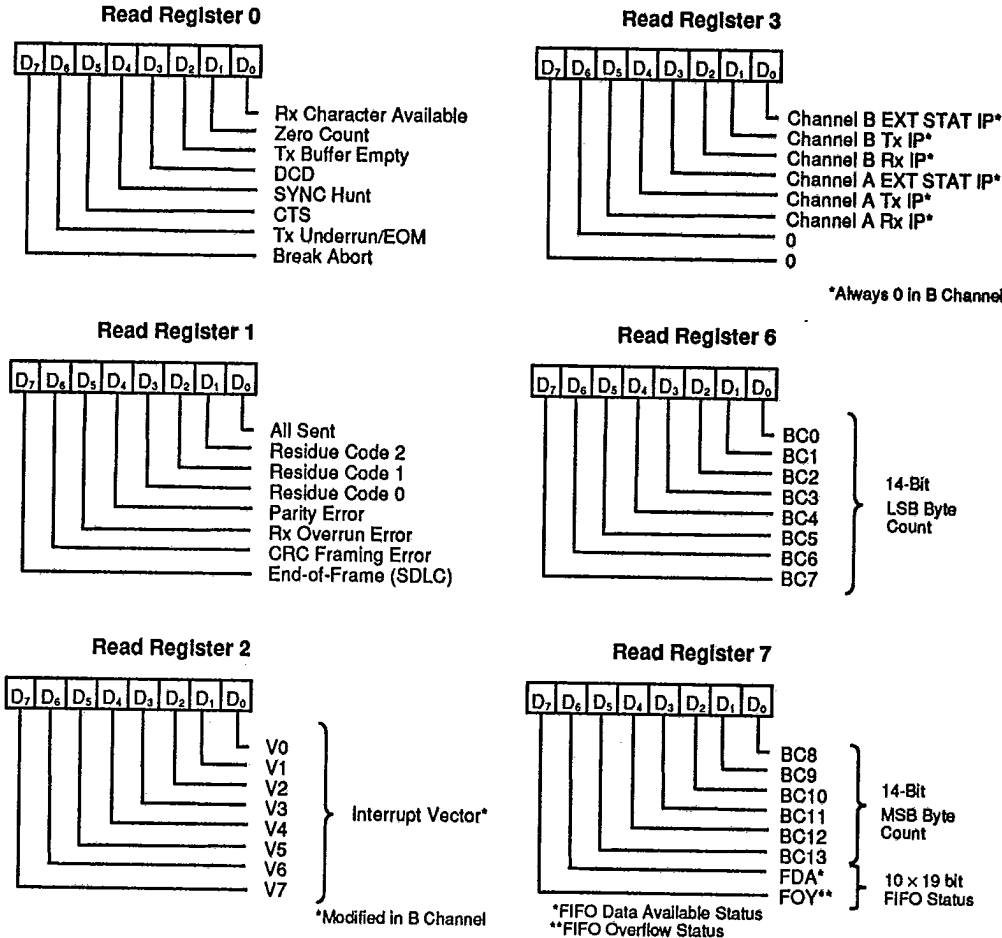 Read Register 0
D7 D6 D5 D4 D3 D2 D1 D0
Rx Character Available
Zero Count
Tx Buffer Empty
DCD
SYNC Hunt
CTS
Tx Underrun/EOM
Break Abort
Read Register 1
D7 D6 D5 D4 D3 D2 D1 D0
All Sent
Residue Code 2
Residue Code 1
Residue Code 0
Parity Error
Rx Overrun Error
CRC Framing Error
End-of-Frame (SDLC)
Read Register 2
D7 D6 D5 D4 D3 D2 D1 D0
V0
V1
V2
V3
V4
V5
V6
V7
Interrupt Vector*
*Modified in B Channel
Read Register 3
D7 D6 D5 D4 D3 D2 D1 D0
Channel B EXT STAT IP*
Channel B Tx IP*
Channel B Rx IP*
Channel A EXT STAT IP*
Channel A Tx IP*
Channel A Rx IP*
0
0
*Always 0 in B Channel
Read Register 6
D7 D6 D5 D4 D3 D2 D1 D0
BC0
BC1
BC2
BC3
BC4
BC5
BC6
BC7
14-Bit
LSB Byte
Count
Read Register 7
D7 D6 D5 D4 D3 D2 D1 D0
BC8
BC9
BC10
BC11
BC12
BC13
FDA*
FOY**
14-Bit
MSB Byte
Count
10 × 19 bit
FIFO Status
*FIFO Data Available Status
**FIFO Overflow Status